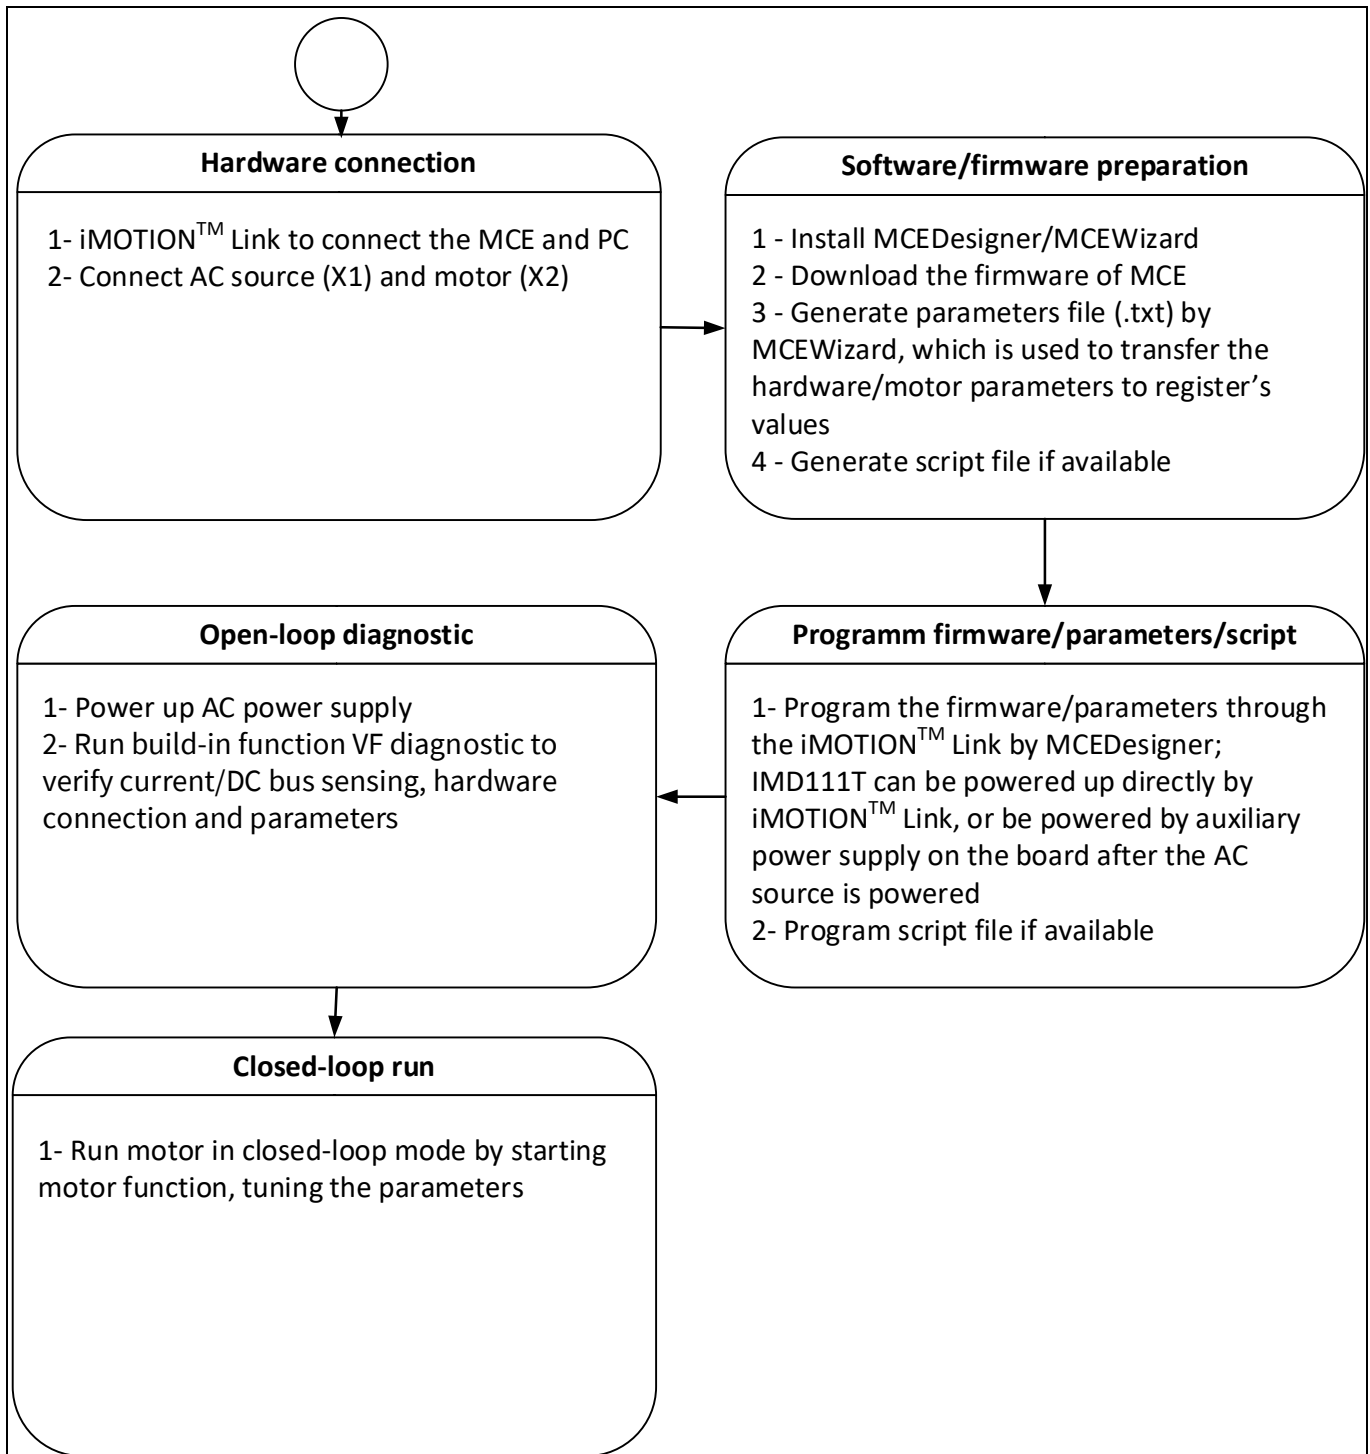 Hardware connection
1- iMOTION™ Link to connect the MCE and PC
2- Connect AC source (X1) and motor (X2)
Software/firmware preparation
1 - Install MCEDesigner/MCEWizard
2 - Download the firmware of MCE
3 - Generate parameters file (.txt) by
MCEWizard, which is used to transfer the
hardware/motor parameters to register’s
values
4 - Generate script file if available
Programm firmware/parameters/script
1- Program the firmware/parameters through
the iMOTION™ Link by MCEDesigner;
IMD111T can be powered up directly by
iMOTION™ Link, or be powered by auxiliary
power supply on the board after the AC
source is powered
2- Program script file if available
Open-loop diagnostic
1- Power up AC power supply
2- Run build-in function VF diagnostic to
verify current/DC bus sensing, hardware
connection and parameters
Closed-loop run
1- Run motor in closed-loop mode by starting
motor function, tuning the parameters